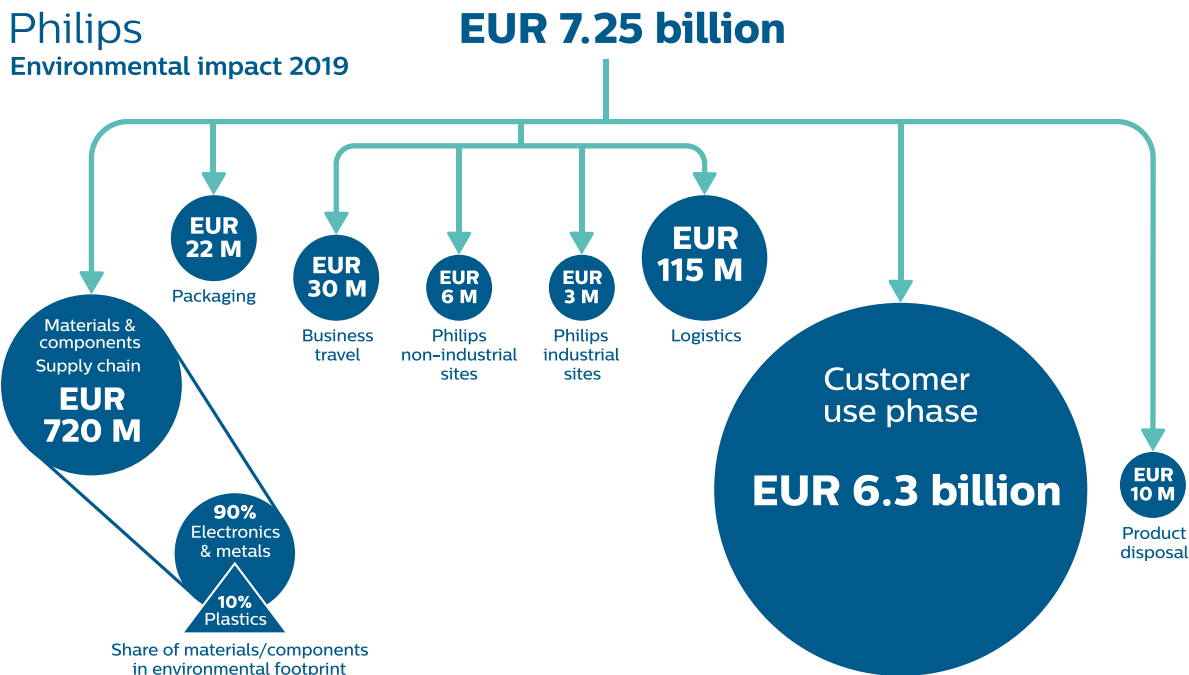 Philips
Environmental impact 2019
EUR 7.25 billion
Materials &
components
Supply chain
EUR
720 M
EUR
22 M
Packaging
EUR
30 M
Business
travel
EUR
6 M
Philips
non-industrial
sites
EUR
3 M
Philips
industrial
sites
EUR
115 M
Logistics
Customer
use phase
EUR 6.3 billion
EUR
10 M
Product
disposal
90%
Electronics
& metals
10%
Plastics
Share of materials/components
in environmental footprint